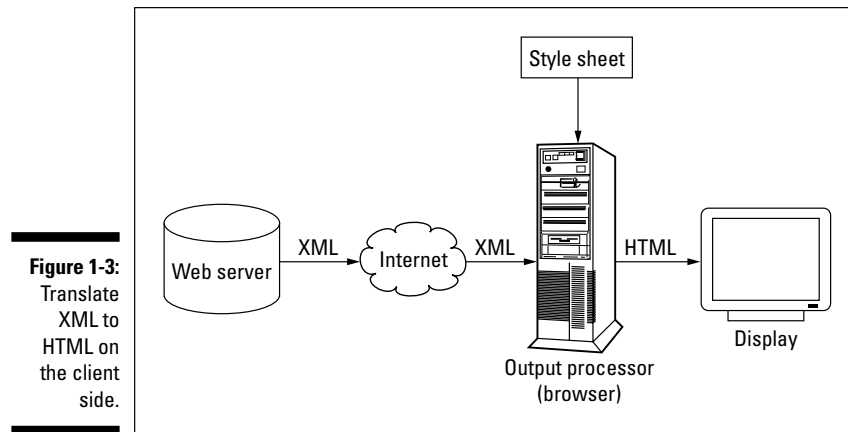 Style sheet
Web server
XML
Internet
XML
HTML
Output processor
(browser)
Display
Figure 1-3:
Translate
XML to
HTML on
the client
side.